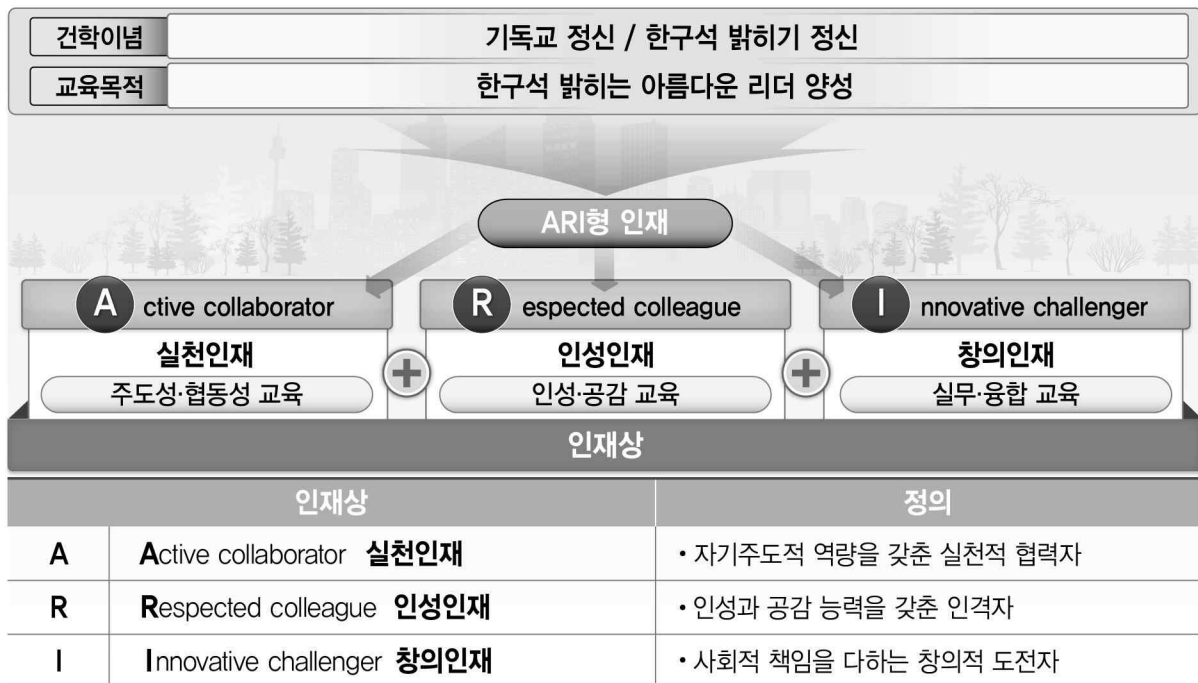 건학이념 기독교 정신 / 한구석 밝히기 정신
교육목적 한구석 밝히는 아름다운 리더 양성
ARI형 인재
A ctive collaborator R espected colleague I nnovative challenger
실천인재 인성인재 창의인재
주도성·협동성 교육 인성·공감 교육 실무·융합 교육
인재상
인재상 정의
A Active collaborator 실천인재 • 자기주도적 역량을 갖춘 실천적 협력자
R Respected colleague 인성인재 • 인성과 공감 능력을 갖춘 인격자
I Innovative challenger 창의인재 • 사회적 책임을 다하는 창의적 도전자